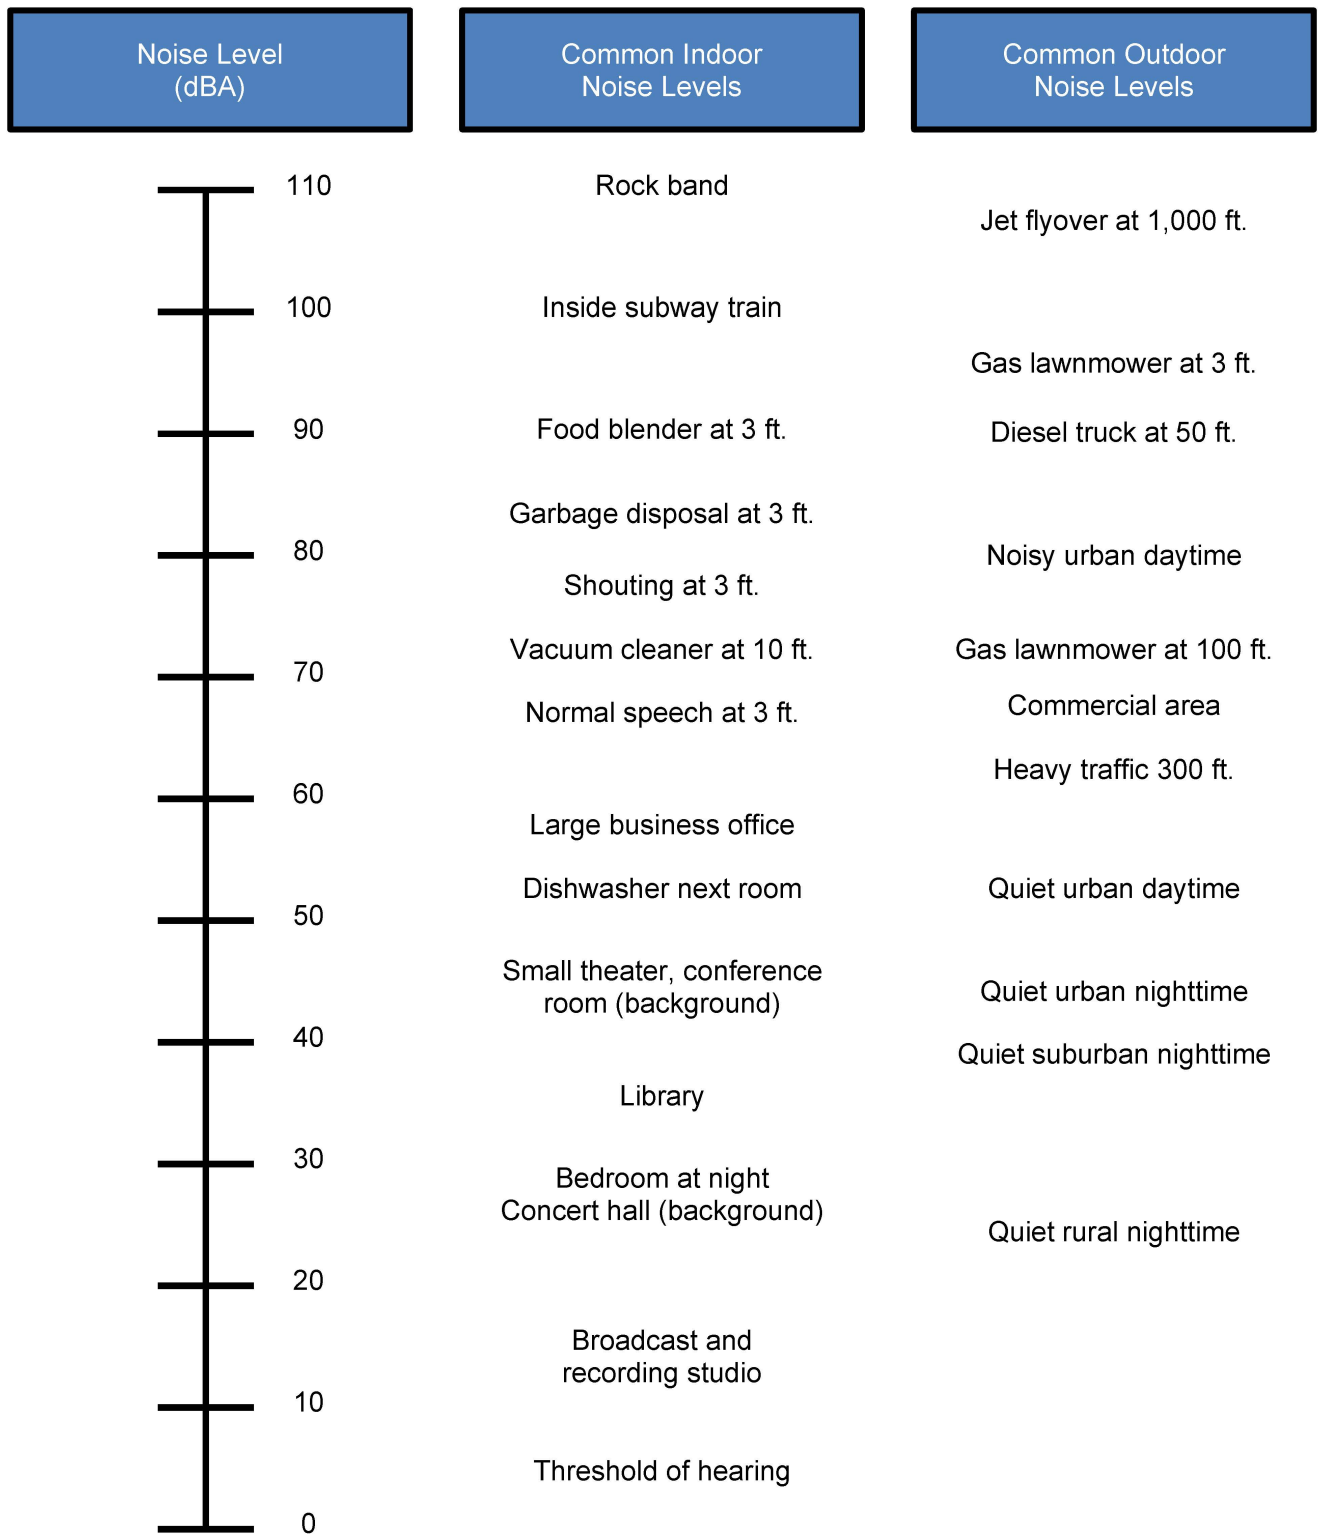 Noise Level
(dBA)
Common Indoor
Noise Levels
Common Outdoor
Noise Levels
110
Rock band
Jet flyover at 1,000 ft.
100
Inside subway train
Gas lawnmower at 3 ft.
90
Food blender at 3 ft.
Diesel truck at 50 ft.
Garbage disposal at 3 ft.
80
Noisy urban daytime
Shouting at 3 ft.
Vacuum cleaner at 10 ft.
Gas lawnmower at 100 ft.
70
Normal speech at 3 ft.
Commercial area
Heavy traffic 300 ft.
60
Large business office
Dishwasher next room
Quiet urban daytime
50
Small theater, conference
room (background)
Quiet urban nighttime
40
Quiet suburban nighttime
Library
30
Bedroom at night
Concert hall (background)
Quiet rural nighttime
20
Broadcast and
recording studio
10
Threshold of hearing
0